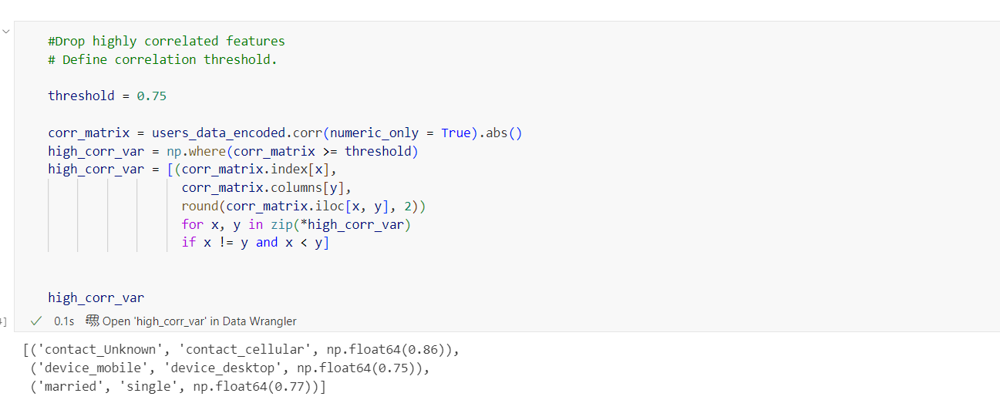 #Drop highly correlated features
# Define correlation threshold.
threshold = 0.75
corr_matrix = users_data_encoded.corr(numeric_only = True).abs()
high_corr_var = np.where(corr_matrix >= threshold)
high_corr_var = [(corr_matrix.index[x],
corr_matrix.columns[y],
round(corr_matrix.iloc[x, y], 2))
for x, y in zip(*high_corr_var)
if x != y and x < y]
high_corr_var
]
0.1s Open 'high_corr_var' in Data Wrangler
[('contact_Unknown', 'contact_cellular', np.float64(0.86)),
('device_mobile', 'device_desktop', np.float64(0.75)),
('married', 'single', np.float64(0.77))]